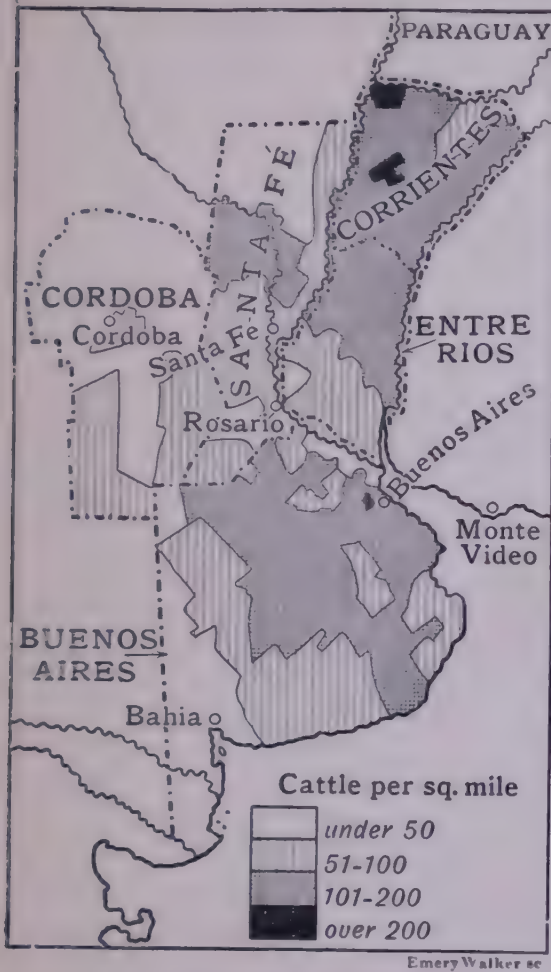 PARAGUAY
SANTA FÉ
CORRIENTES
CORDOBA
Cordoba
Santa Fé
ENTRE
RIOS
Rosario
Buenos Aires
Monte
Video
BUENOS
AIRES
Bahia
Cattle per sq. mile
under 50
51-100
101-200
over 200
Emery Walker sc